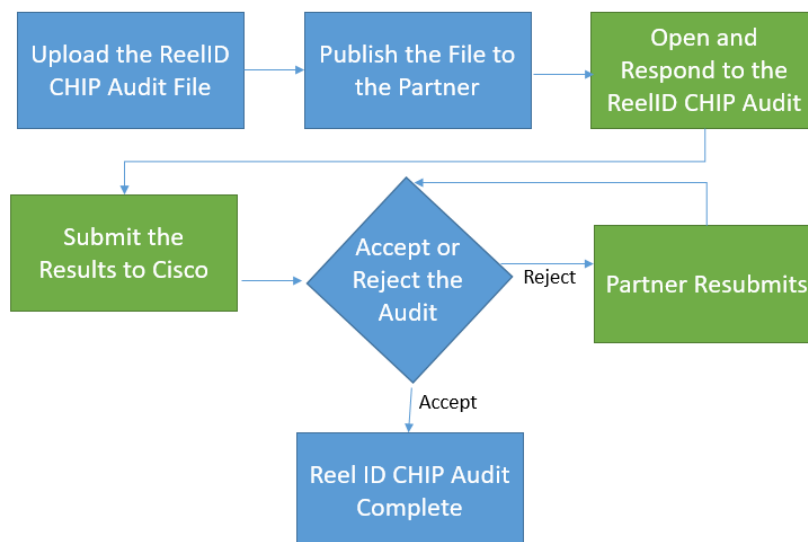 Upload the ReelID
CHIP Audit File
Publish the File to
the Partner
Open and
Respond to the
ReelID CHIP Audit
Submit the
Results to Cisco
Accept or
Reject the
Audit
Reject
Partner Resubmits
Accept
Reel ID CHIP Audit
Complete